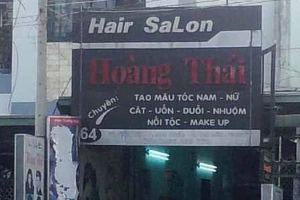 Hair SaLon
Hoàng Thái
Chuyên:
TẠO MẪU TÓC NAM - NỮ
CẮT - UỐN - DUỖI - NHUỘM
NỐI TÓC - MAKE UP
64